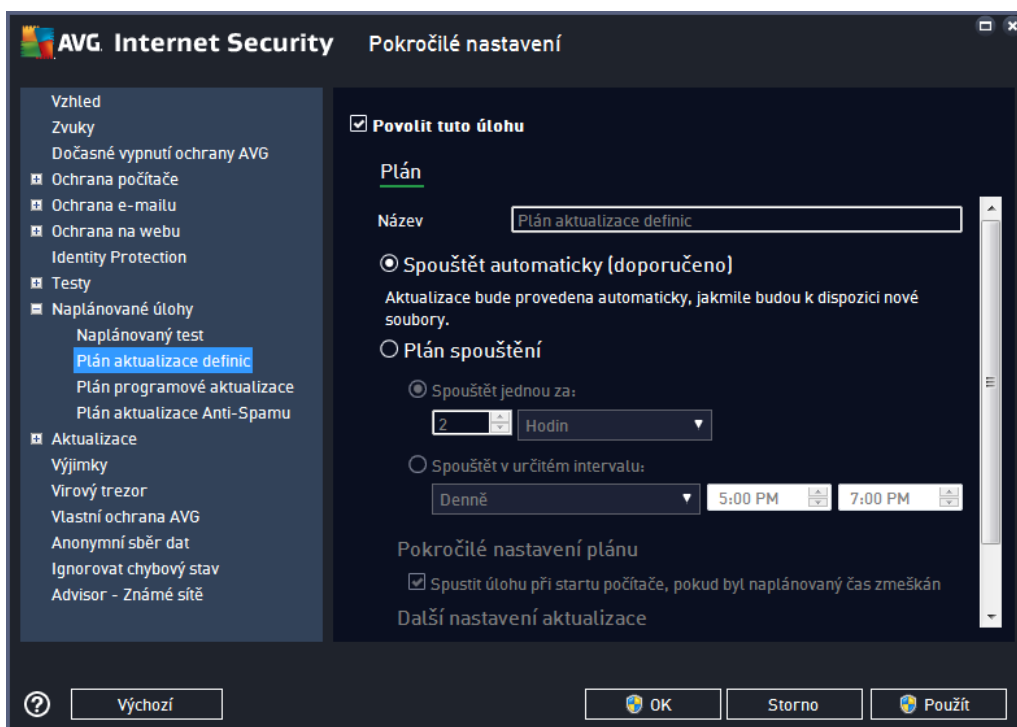 AVG. Internet Security Pokročilé nastavení
Vzhled
Zvuky
Dočasné vypnutí ochrany AVG
Ochrana počítače
Ochrana e-mailu
Ochrana na webu
Identity Protection
Testy
Naplánované úlohy
Naplánovaný test
Plán aktualizace definic
Plán programové aktualizace
Plán aktualizace Anti-Spamu
Aktualizace
Výjimky
Virový trezor
Vlastní ochrana AVG
Anonymní sběr dat
Ignorovat chybový stav
Advisor - Známé sítě
Povolit tuto úlohu
Plán
Název Plán aktualizace definic
Spouštět automaticky (doporučeno)
Aktualizace bude provedena automaticky, jakmile budou k dispozici nové
soubory.
Plán spouštění
Spouštět jednou za:
2 Hodin
Spouštět v určitém intervalu:
Denně 5:00 PM 7:00 PM
Pokročilé nastavení plánu
Spustit úlohu při startu počítače, pokud byl naplánovaný čas zmeškán
Další nastavení aktualizace
? Výchozí OK Storno Použít